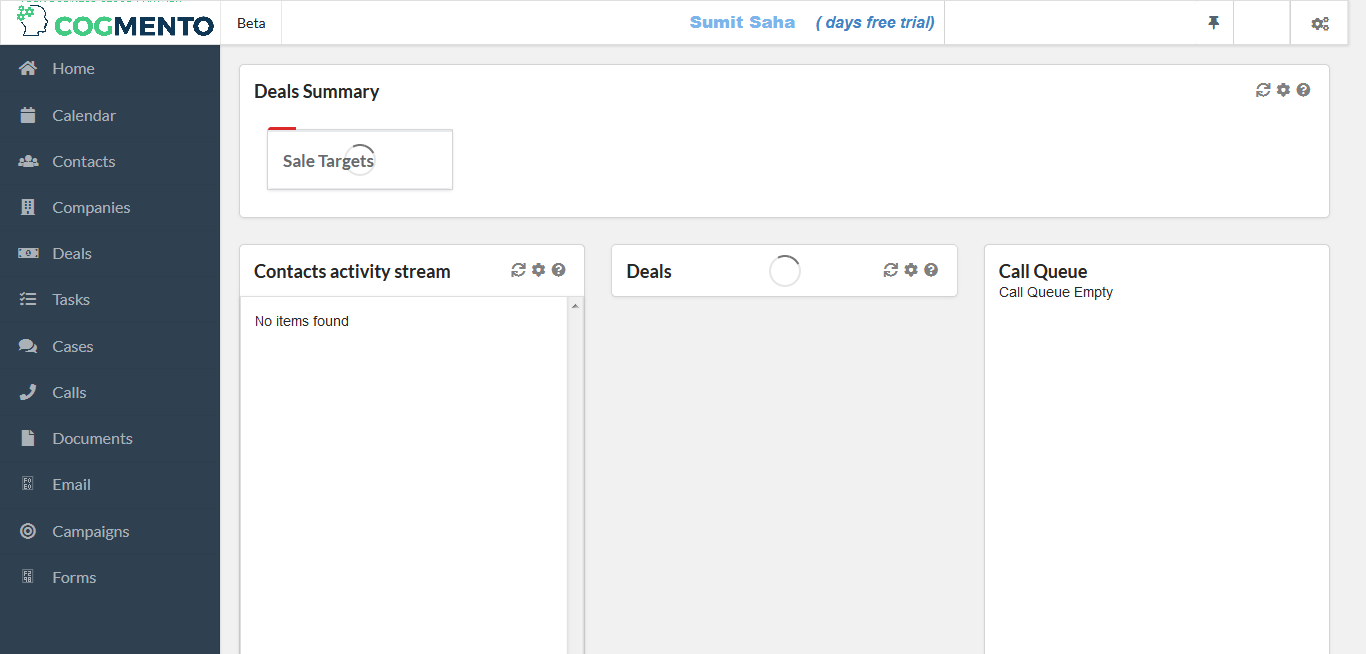 COGMENTO
Beta
Sumit Saha
( days free trial)
Home
Calendar
Contacts
Companies
Deals
Tasks
Cases
Calls
Documents
Email
Campaigns
Forms
Deals Summary
Sale Targets
Contacts activity stream
No items found
Deals
Call Queue
Call Queue Empty